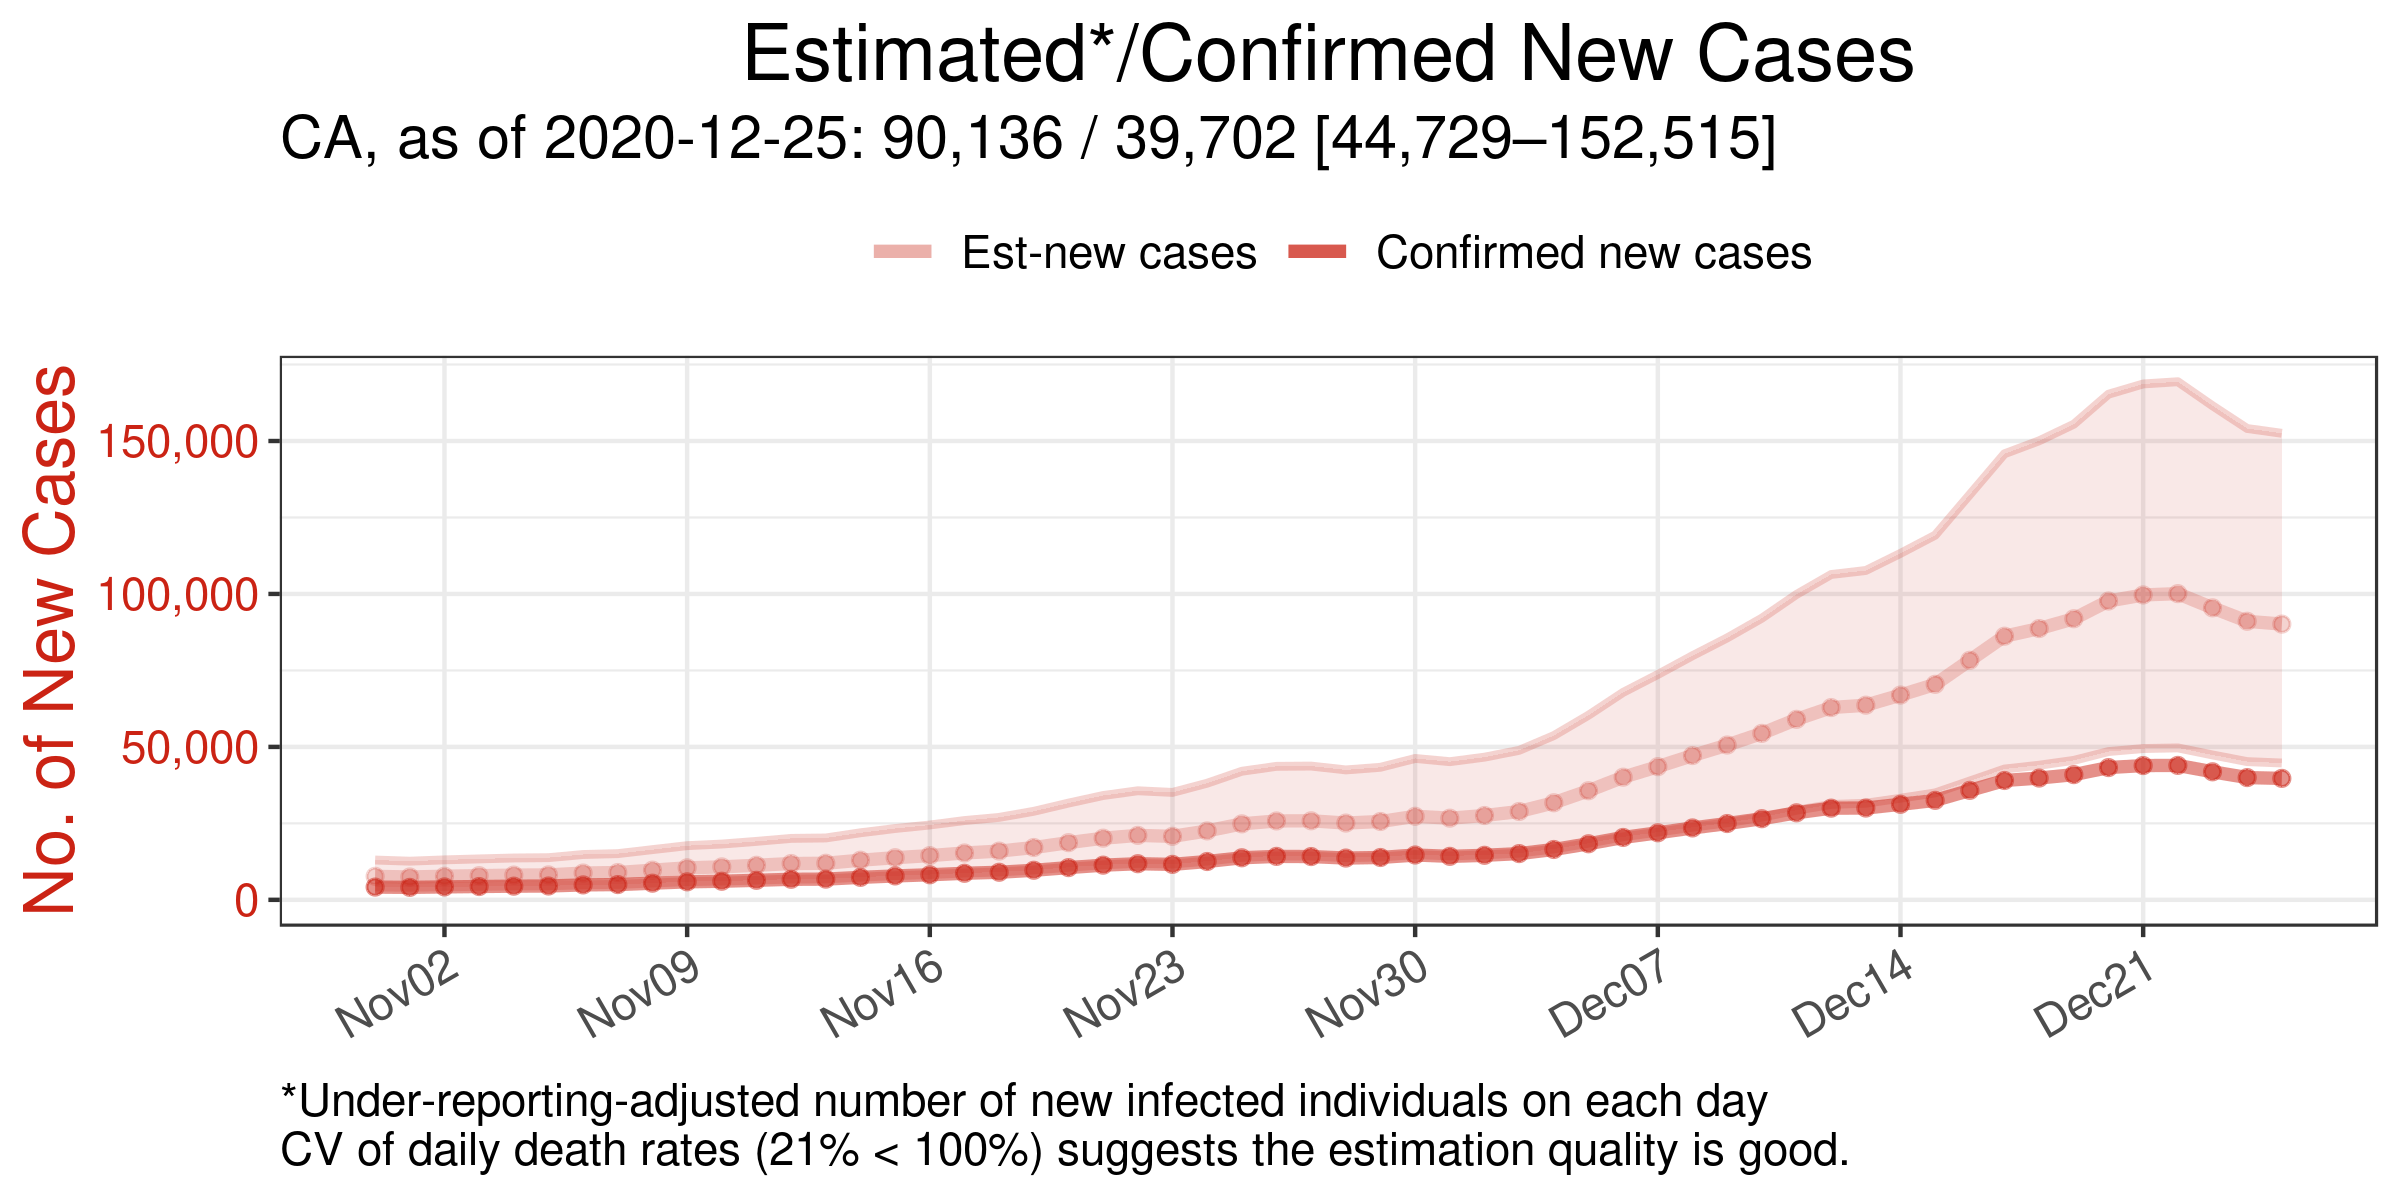 Estimated*/Confirmed New Cases
CA, as of 2020-12-25: 90,136 / 39,702 [44,729–152,515]
Est-new cases Confirmed new cases
No. of New Cases
150,000
100,000
50,000
0
Nov02 Nov09 Nov16 Nov23 Nov30 Dec07 Dec14 Dec21
*Under-reporting-adjusted number of new infected individuals on each day
CV of daily death rates (21% < 100%) suggests the estimation quality is good.